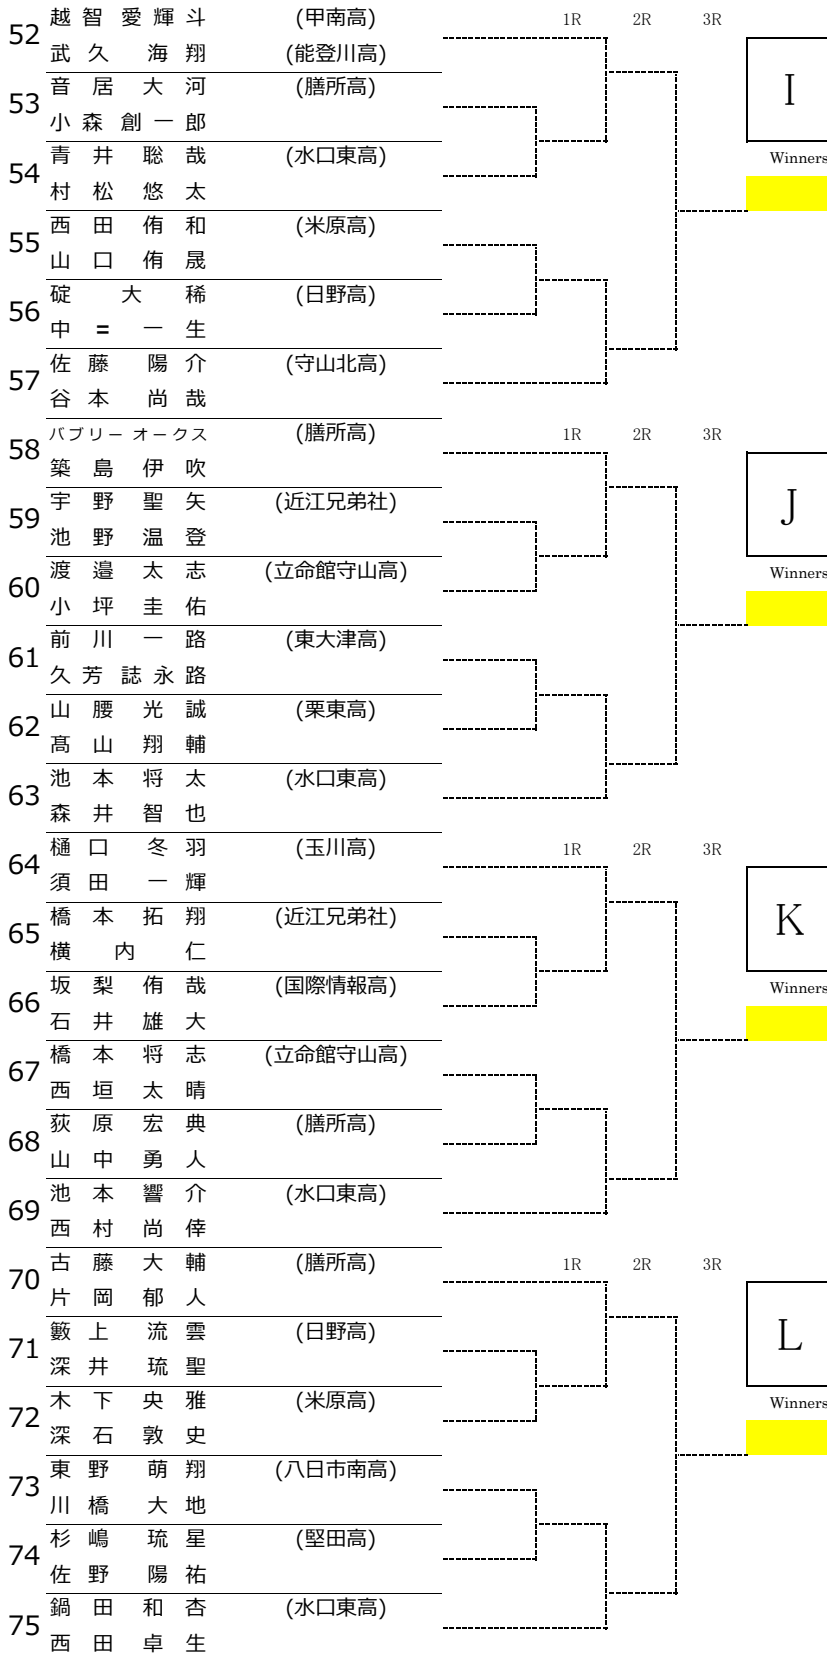 52 越智 愛輝斗 (甲南高) 1R 2R 3R
武久 海翔 (能登川高)
I
53 音居 大河 (膳所高)
小森創一郎
54 青井 聡哉 (水口東高) Winners
村松 悠太
55 西田 侑和 (米原高)
山口 侑晟
56 碇 大稀 (日野高)
中〓 一生
57 佐藤 陽介 (守山北高)
谷本 尚哉
58 バブリー オークス (膳所高) 1R 2R 3R
築島 伊吹
J
59 宇野 聖矢 (近江兄弟社)
池野 温登
60 渡邉 太志 (立命館守山高) Winners
小坪 圭佑
61 前川 一路 (東大津高)
久芳 誌永路
62 山腰 光誠 (栗東高)
髙山 翔輔
63 池本 将太 (水口東高)
森井 智也
64 樋口 冬羽 (玉川高) 1R 2R 3R
須田 一輝
K
65 橋本 拓翔 (近江兄弟社)
横内 仁
66 坂梨 侑哉 (国際情報高) Winners
石井 雄大
67 橋本 将志 (立命館守山高)
西垣 太晴
68 荻原 宏典 (膳所高)
山中 勇人
69 池本 響介 (水口東高)
西村 尚倖
70 古藤 大輔 (膳所高) 1R 2R 3R
片岡 郁人
L
71 籔上 流雲 (日野高)
深井 琉聖
72 木下 央雅 (米原高) Winners
深石 敦史
73 東野 萌翔 (八日市南高)
川橋 大地
74 杉嶋 琉星 (堅田高)
佐野 陽祐
75 鍋田 和杏 (水口東高)
西田 卓生